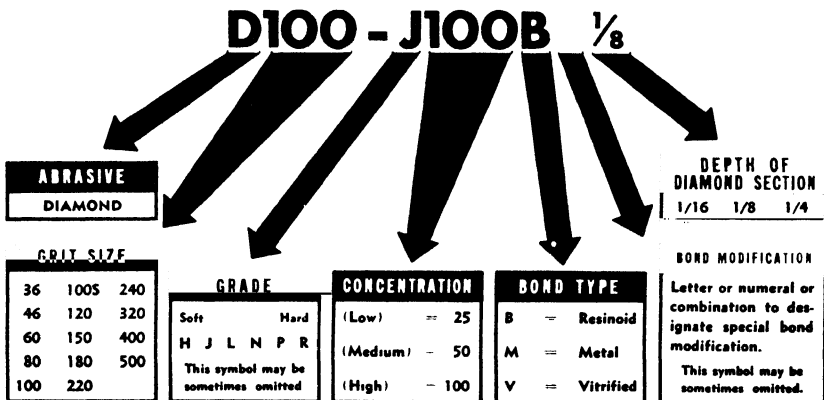 D100 - J100B 1/8
ABRASIVE
DIAMOND
GRIT SIZE
36 100S 240
46 120 320
60 150 400
80 180 500
100 220
GRADE
Soft Hard
H J L N P R
This symbol may be
sometimes omitted
CONCENTRATION
(Low) = 25
(Medium) - 50
(High) - 100
BOND TYPE
B = Resinoid
M = Metal
V = Vitrified
DEPTH OF
DIAMOND SECTION
1/16 1/8 1/4
BOND MODIFICATION
Letter or numeral or
combination to des-
ignate special bond
modification.
This symbol may be
sometimes omitted.